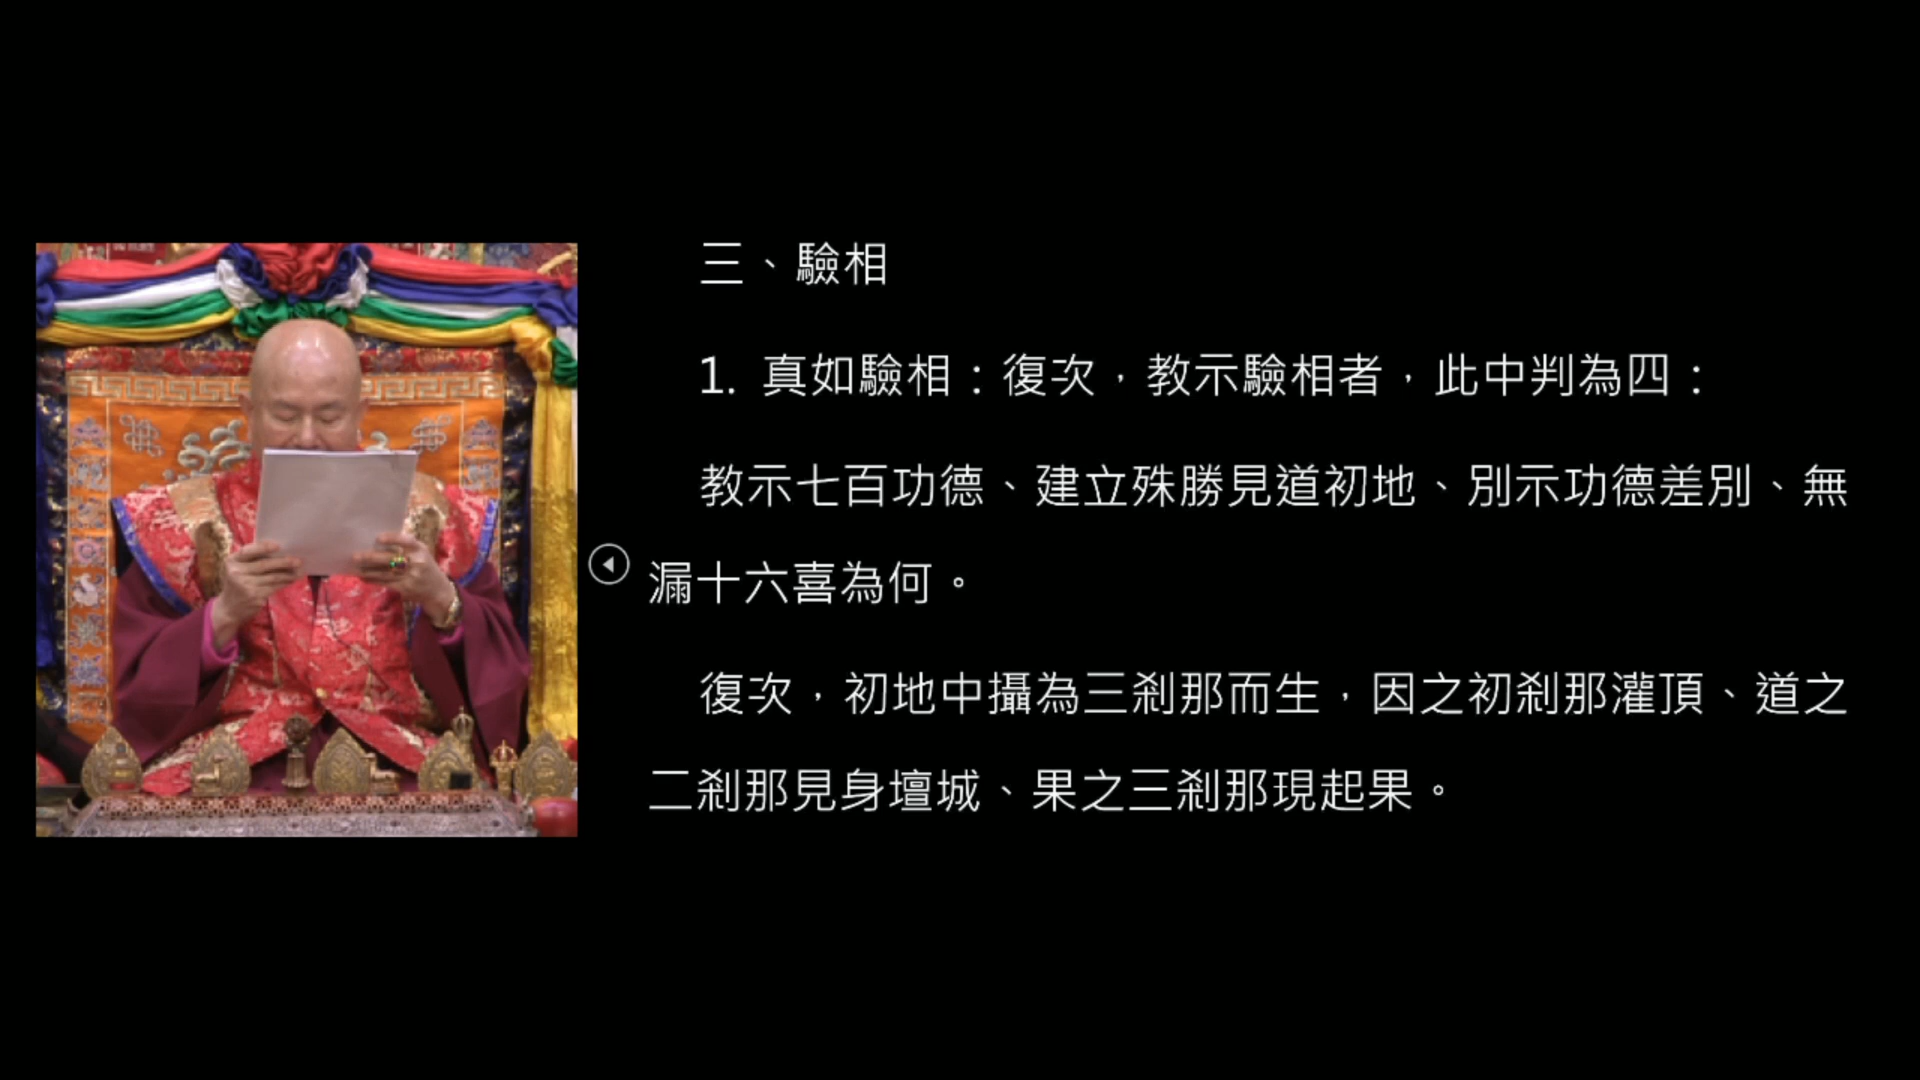 三、驗相
1. 真如驗相：復次，教示驗相者，此中判為四：
教示七百功德、建立殊勝見道初地、別示功德差別、無
漏十六喜為何。
復次，初地中攝為三剎那而生，因之初剎那灌頂、道之
二剎那見身壇城、果之三剎那現起果。